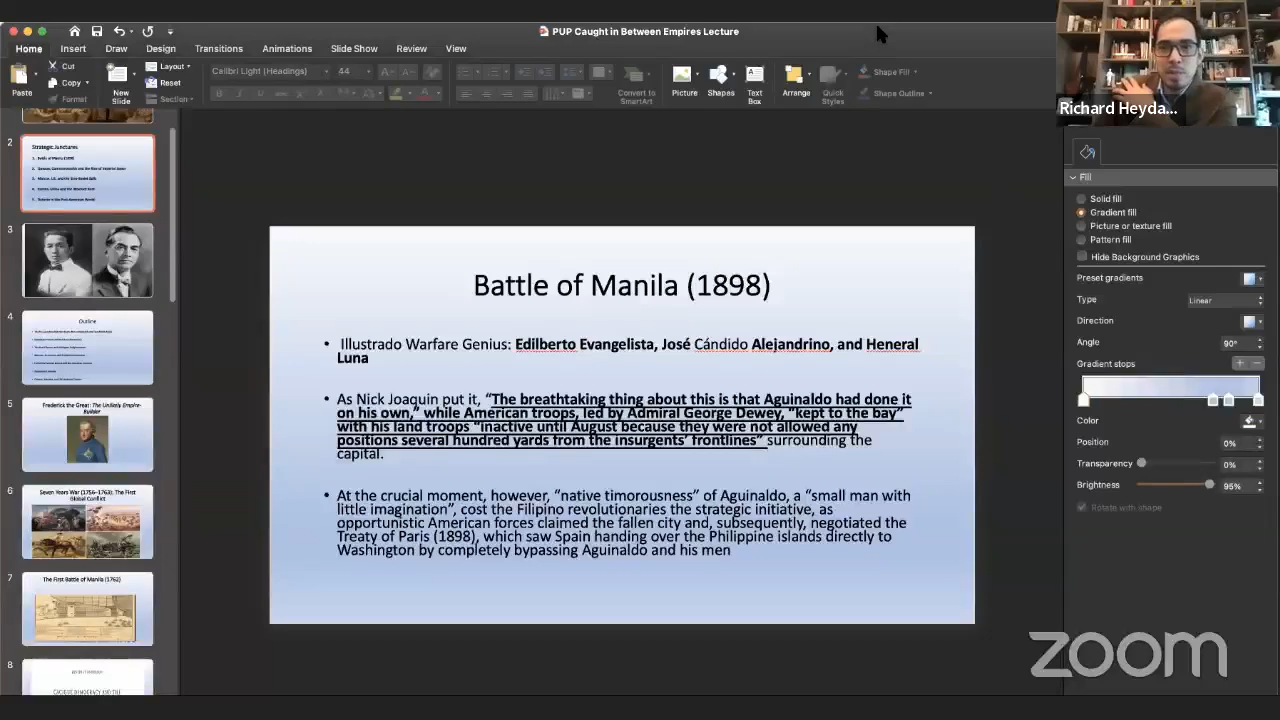 PUP Caught in Between Empires Lecture
Home Insert Draw Design Transitions Animations Slide Show Review View
Paste
Cut
Copy
Format
New Slide
Layout
Reset
Section
Calibri Light (Headings) 44
Convert to SmartArt
Picture
Shapes
Text Box
Arrange
Quick Styles
Shape Fill
Shape Outline
Richard Heyda...
2
Strategic Junctures
3
4
Outline
5
Frederick the Great: The Unlikely Empire-Builder
6
Seven Years War (1756–1763): The First Global Conflict
7
The First Battle of Manila (1762)
8
Battle of Manila (1898)
• Illustrado Warfare Genius: Edilberto Evangelista, José Cándido Alejandrino, and Heneral
Luna
• As Nick Joaquin put it, “The breathtaking thing about this is that Aguinaldo had done it
on his own,” while American troops, led by Admiral George Dewey, “kept to the bay”
with his land troops “inactive until August because they were not allowed any
positions several hundred yards from the insurgents’ frontlines” surrounding the
capital.
• At the crucial moment, however, “native timorousness” of Aguinaldo, a “small man with
little imagination”, cost the Filipino revolutionaries the strategic initiative, as
opportunistic American forces claimed the fallen city and, subsequently, negotiated the
Treaty of Paris (1898), which saw Spain handing over the Philippine islands directly to
Washington by completely bypassing Aguinaldo and his men
Fill
Solid fill
Gradient fill
Picture or texture fill
Pattern fill
Hide Background Graphics
Preset gradients
Type Linear
Direction
Angle 90°
Gradient stops
Color
Position 0%
Transparency 0%
Brightness 95%
Rotate with shape
zoom